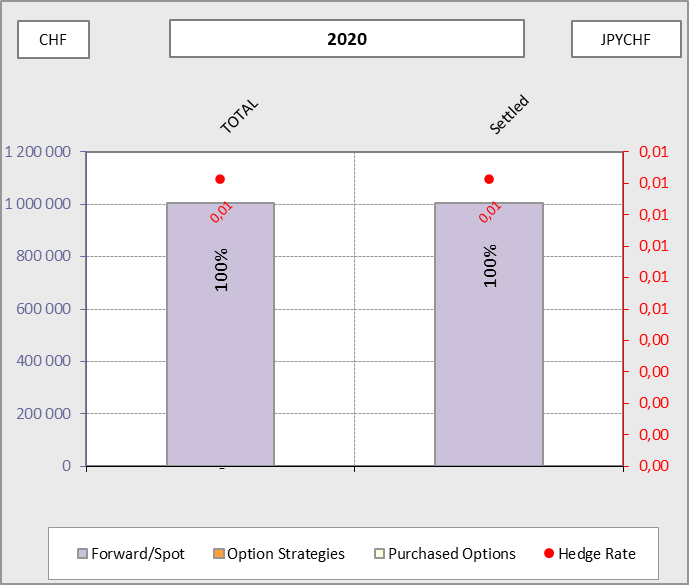 CHF
2020
JPYCHF
TOTAL
Settled
1 200 000
1 000 000
800 000
600 000
400 000
200 000
0
0,01
100%
0,01
100%
0,01
0,01
0,01
0,01
0,01
0,01
0,00
0,00
0,00
0,00
0,00
-
Forward/Spot
Option Strategies
Purchased Options
Hedge Rate